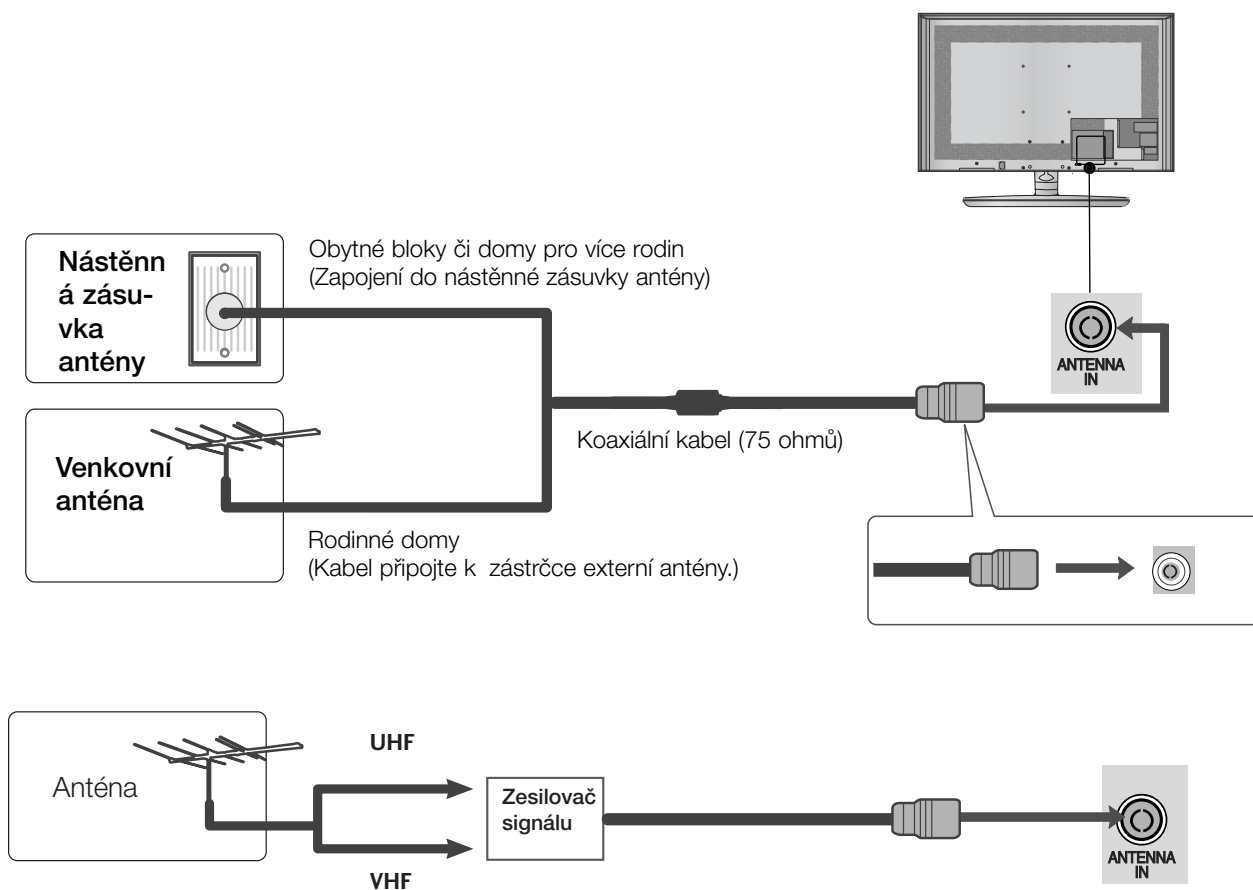 Nástěnn
á zásu-
vka
antény
Obytné bloky či domy pro více rodin
(Zapojení do nástěnné zásuvky antény)
ANTENNA
IN
Koaxiální kabel (75 ohmů)
Venkovní
anténa
Rodinné domy
(Kabel připojte k zástrčce externí antény.)
Anténa
UHF
VHF
Zesilovač
signálu
ANTENNA
IN